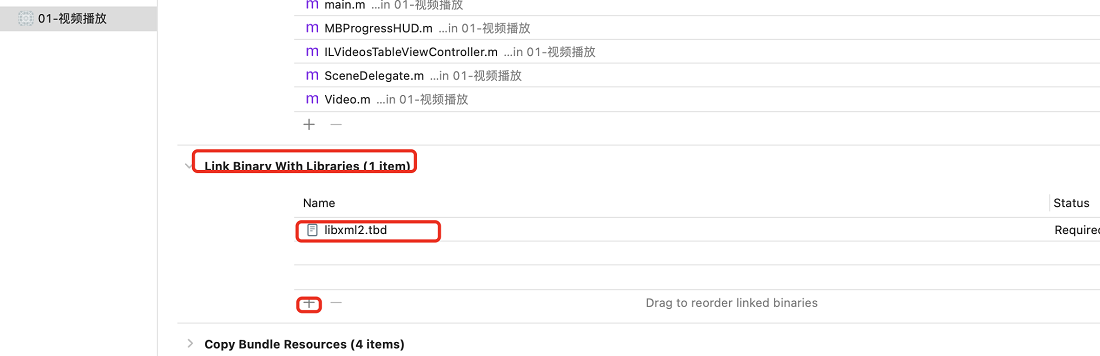 main.m ...in 01-视频播放
01-视频播放
MBProgressHUD.m ...in 01-视频播放
ILVideosTableViewController.m ...in 01-视频播放
SceneDelegate.m ...in 01-视频播放
Video.m ...in 01-视频播放
Link Binary With Libraries (1 item)
Name Status
libxml2.tbd Required
Drag to reorder linked binaries
Copy Bundle Resources (4 items)